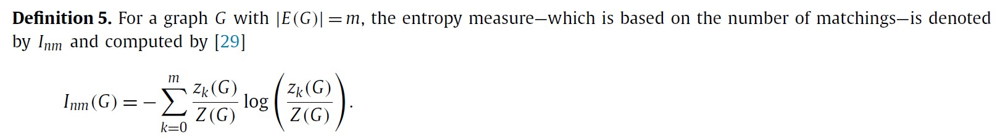 Definition 5. For a graph G with |E(G)| = m, the entropy measure—which is based on the number of matchings—is denoted
by I_{nm} and computed by [29]
I_{nm}(G) = - \sum_{k=0}^{m} \frac{z_k(G)}{Z(G)} \log \left( \frac{z_k(G)}{Z(G)} \right).